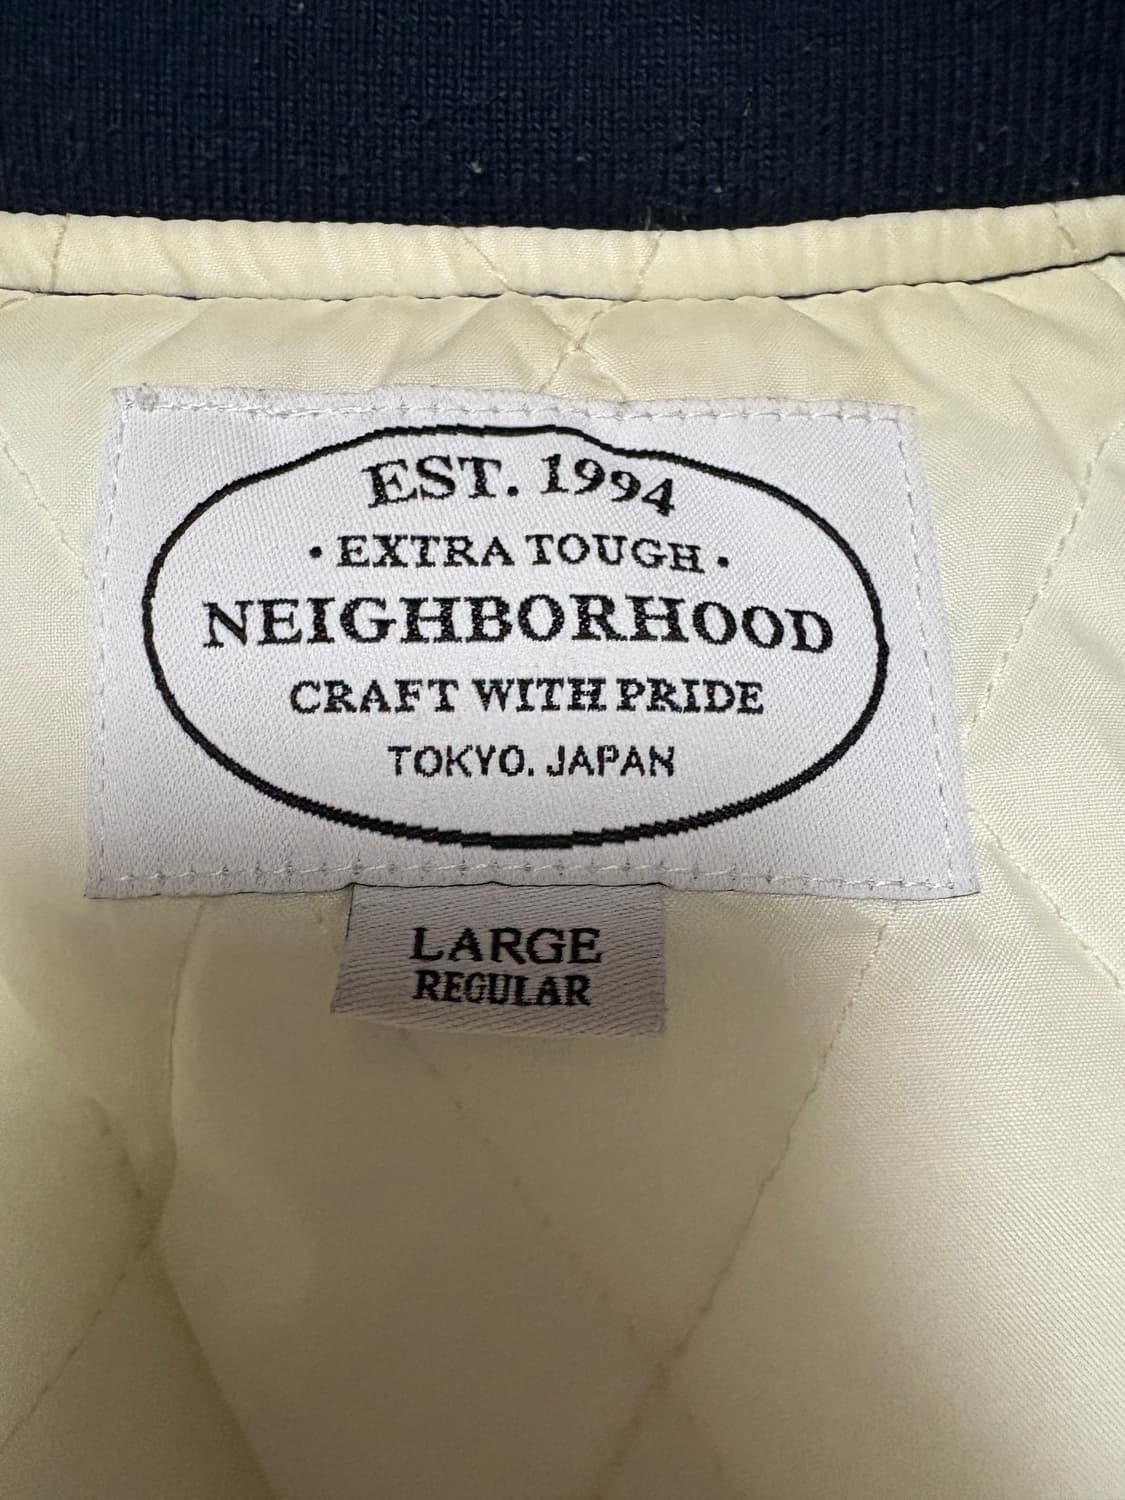 EST. 1994
· EXTRA TOUGH ·
NEIGHBORHOOD
CRAFT WITH PRIDE
TOKYO. JAPAN
LARGE
REGULAR